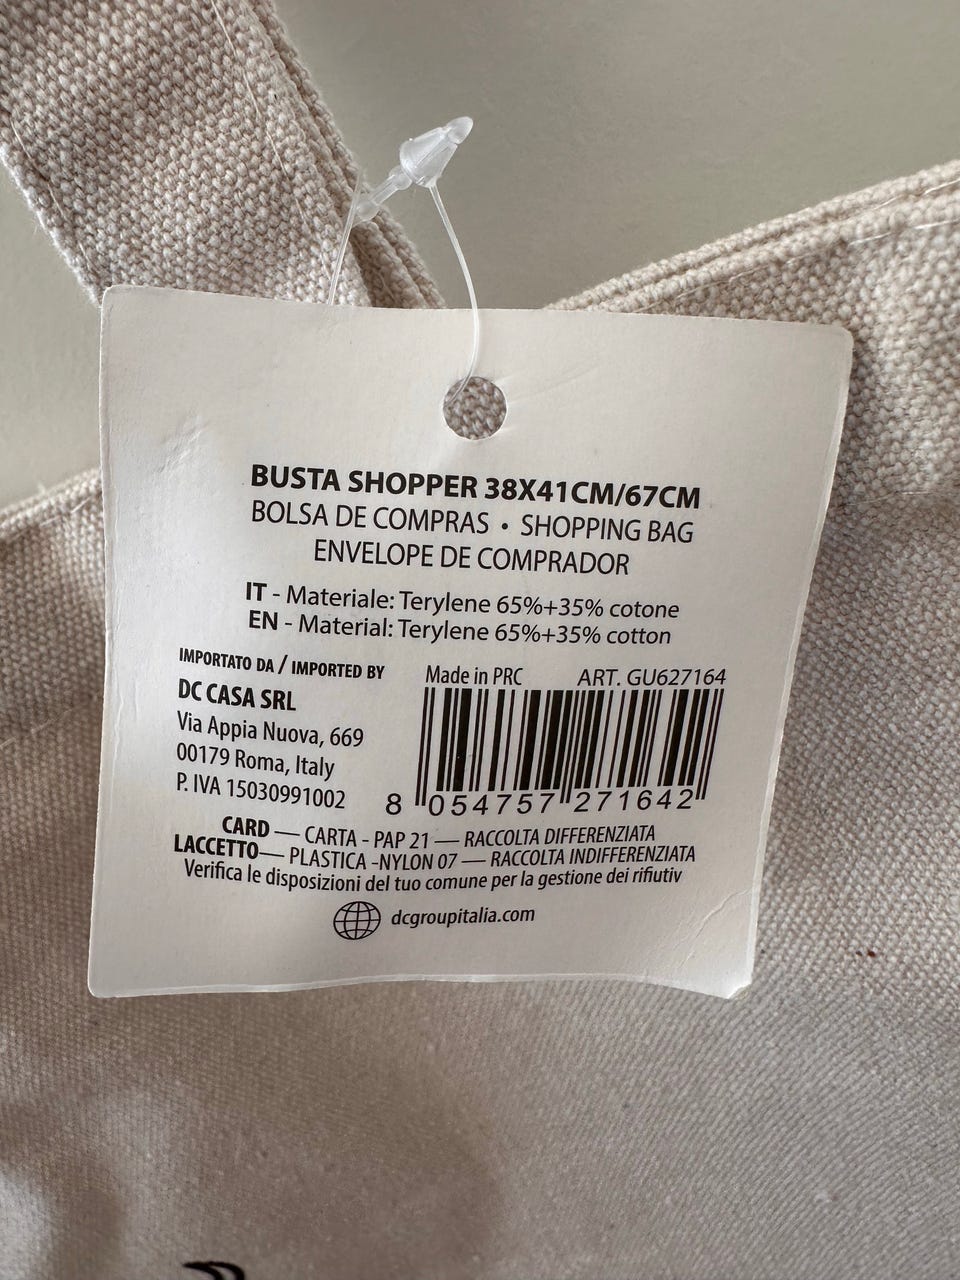 BUSTA SHOPPER 38X41CM/67CM
BOLSA DE COMPRAS • SHOPPING BAG
ENVELOPE DE COMPRADOR
IT - Materiale: Terylene 65%+35% cotone
EN - Material: Terylene 65%+35% cotton
IMPORTATO DA / IMPORTED BY
DC CASA SRL
Via Appia Nuova, 669
00179 Roma, Italy
P. IVA 15030991002
Made in PRC ART. GU627164
8 054757 271642
CARD — CARTA - PAP 21 — RACCOLTA DIFFERENZIATA
LACCETTO— PLASTICA -NYLON 07 — RACCOLTA INDIFFERENZIATA
Verifica le disposizioni del tuo comune per la gestione dei rifiutiv
dcgroupitalia.com